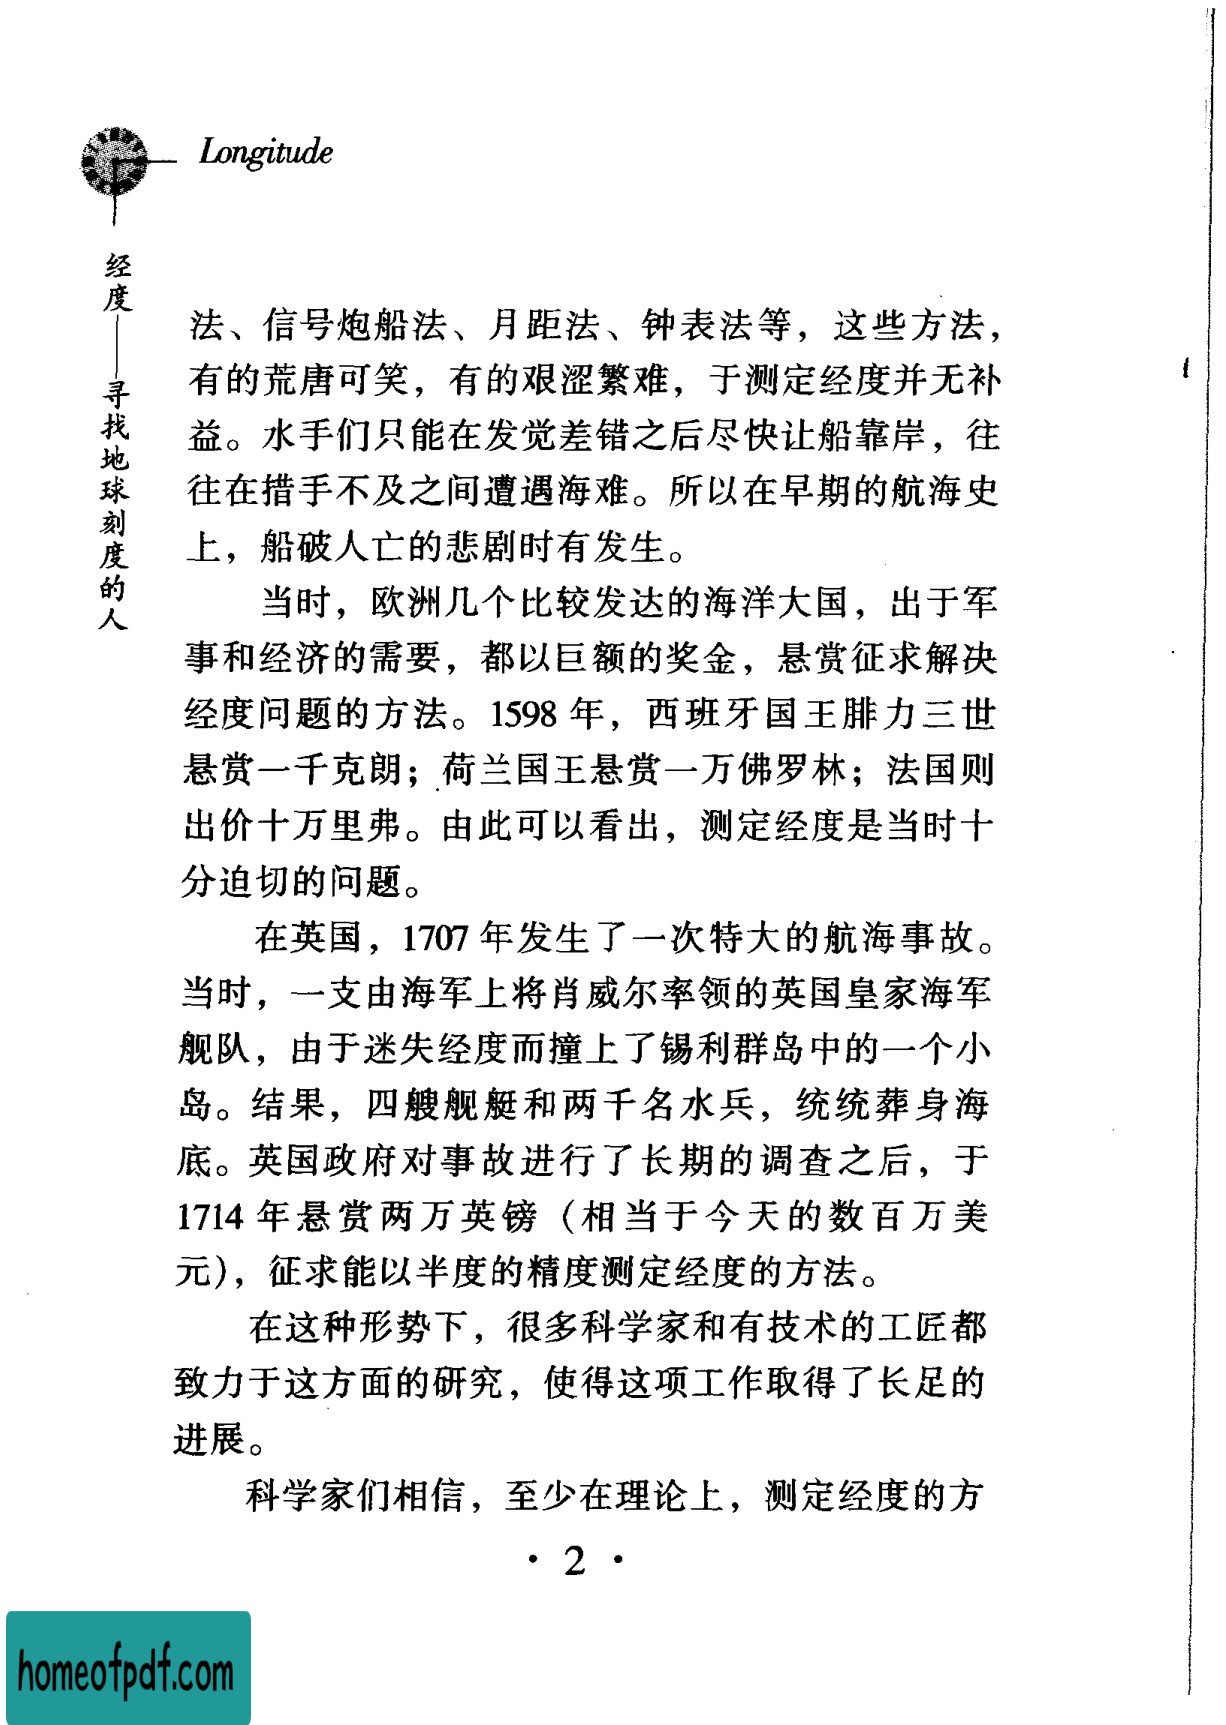 Longitude
经度——寻找地球刻度的人
法、信号炮船法、月距法、钟表法等，这些方法，
有的荒唐可笑，有的艰涩繁难，于测定经度并无补
益。水手们只能在发觉差错之后尽快让船靠岸，往
往在措手不及之间遭遇海难。所以在早期的航海史
上，船破人亡的悲剧时有发生。
当时，欧洲几个比较发达的海洋大国，出于军
事和经济的需要，都以巨额的奖金，悬赏征求解决
经度问题的方法。1598 年，西班牙国王腓力三世
悬赏一千克朗；荷兰国王悬赏一万佛罗林；法国则
出价十万里弗。由此可以看出，测定经度是当时十
分迫切的问题。
在英国，1707 年发生了一次特大的航海事故。
当时，一支由海军上将肖威尔率领的英国皇家海军
舰队，由于迷失经度而撞上了锡利群岛中的一个小
岛。结果，四艘舰艇和两千名水兵，统统葬身海
底。英国政府对事故进行了长期的调查之后，于
1714 年悬赏两万英镑（相当于今天的数百万美
元），征求能以半度的精度测定经度的方法。
在这种形势下，很多科学家和有技术的工匠都
致力于这方面的研究，使得这项工作取得了长足的
进展。
科学家们相信，至少在理论上，测定经度的方
· 2 ·
homeofpdf.com